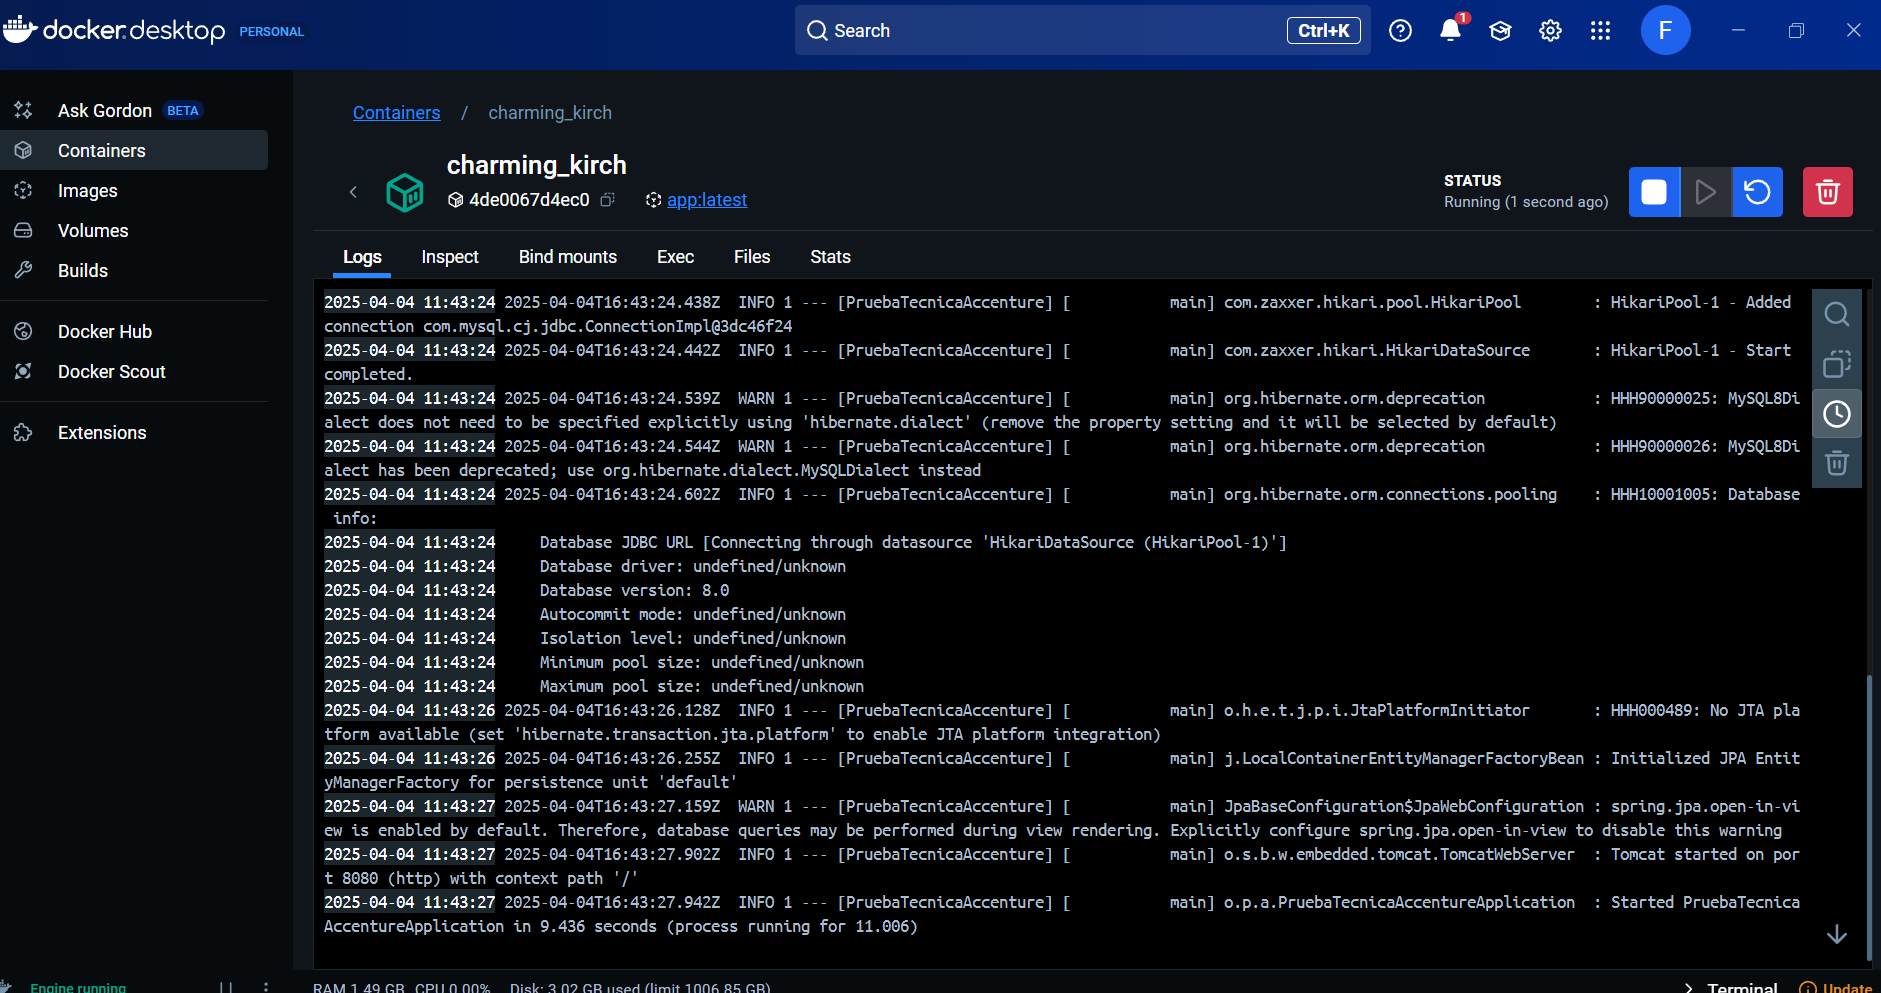 docker.desktop PERSONAL
Search
Ctrl+K
1
F
Ask Gordon BETA
Containers
Images
Volumes
Builds
Docker Hub
Docker Scout
Extensions
Containers / charming_kirch
charming_kirch
4de0067d4ec0 app:latest
STATUS
Running (1 second ago)
Logs Inspect Bind mounts Exec Files Stats
2025-04-04 11:43:24 2025-04-04T16:43:24.438Z  INFO 1 --- [PruebaTecnicaAccenture] [           main] com.zaxxer.hikari.pool.HikariPool        : HikariPool-1 - Added
connection com.mysql.cj.jdbc.ConnectionImpl@3dc46f24
2025-04-04 11:43:24 2025-04-04T16:43:24.442Z  INFO 1 --- [PruebaTecnicaAccenture] [           main] com.zaxxer.hikari.HikariDataSource       : HikariPool-1 - Start
completed.
2025-04-04 11:43:24 2025-04-04T16:43:24.539Z  WARN 1 --- [PruebaTecnicaAccenture] [           main] org.hibernate.orm.deprecation            : HHH90000025: MySQL8Di
alect does not need to be specified explicitly using 'hibernate.dialect' (remove the property setting and it will be selected by default)
2025-04-04 11:43:24 2025-04-04T16:43:24.544Z  WARN 1 --- [PruebaTecnicaAccenture] [           main] org.hibernate.orm.deprecation            : HHH90000026: MySQL8Di
alect has been deprecated; use org.hibernate.dialect.MySQLDialect instead
2025-04-04 11:43:24 2025-04-04T16:43:24.602Z  INFO 1 --- [PruebaTecnicaAccenture] [           main] org.hibernate.orm.connections.pooling    : HHH10001005: Database
info:
2025-04-04 11:43:24     Database JDBC URL [Connecting through datasource 'HikariDataSource (HikariPool-1)']
2025-04-04 11:43:24     Database driver: undefined/unknown
2025-04-04 11:43:24     Database version: 8.0
2025-04-04 11:43:24     Autocommit mode: undefined/unknown
2025-04-04 11:43:24     Isolation level: undefined/unknown
2025-04-04 11:43:24     Minimum pool size: undefined/unknown
2025-04-04 11:43:24     Maximum pool size: undefined/unknown
2025-04-04 11:43:26 2025-04-04T16:43:26.128Z  INFO 1 --- [PruebaTecnicaAccenture] [           main] o.h.e.t.j.p.i.JtaPlatformInitiator       : HHH000489: No JTA pla
tform available (set 'hibernate.transaction.jta.platform' to enable JTA platform integration)
2025-04-04 11:43:26 2025-04-04T16:43:26.255Z  INFO 1 --- [PruebaTecnicaAccenture] [           main] j.LocalContainerEntityManagerFactoryBean : Initialized JPA Entit
yManagerFactory for persistence unit 'default'
2025-04-04 11:43:27 2025-04-04T16:43:27.159Z  WARN 1 --- [PruebaTecnicaAccenture] [           main] JpaBaseConfiguration$JpaWebConfiguration : spring.jpa.open-in-vi
ew is enabled by default. Therefore, database queries may be performed during view rendering. Explicitly configure spring.jpa.open-in-view to disable this warning
2025-04-04 11:43:27 2025-04-04T16:43:27.902Z  INFO 1 --- [PruebaTecnicaAccenture] [           main] o.s.b.w.embedded.tomcat.TomcatWebServer  : Tomcat started on por
t 8080 (http) with context path '/'
2025-04-04 11:43:27 2025-04-04T16:43:27.942Z  INFO 1 --- [PruebaTecnicaAccenture] [           main] o.p.a.PruebaTecnicaAccentureApplication  : Started PruebaTecnica
AccentureApplication in 9.436 seconds (process running for 11.006)
Engine running RAM 1.49 GB CPU 0.00% Disk: 3.02 GB used (limit 1006.85 GB) Terminal Update